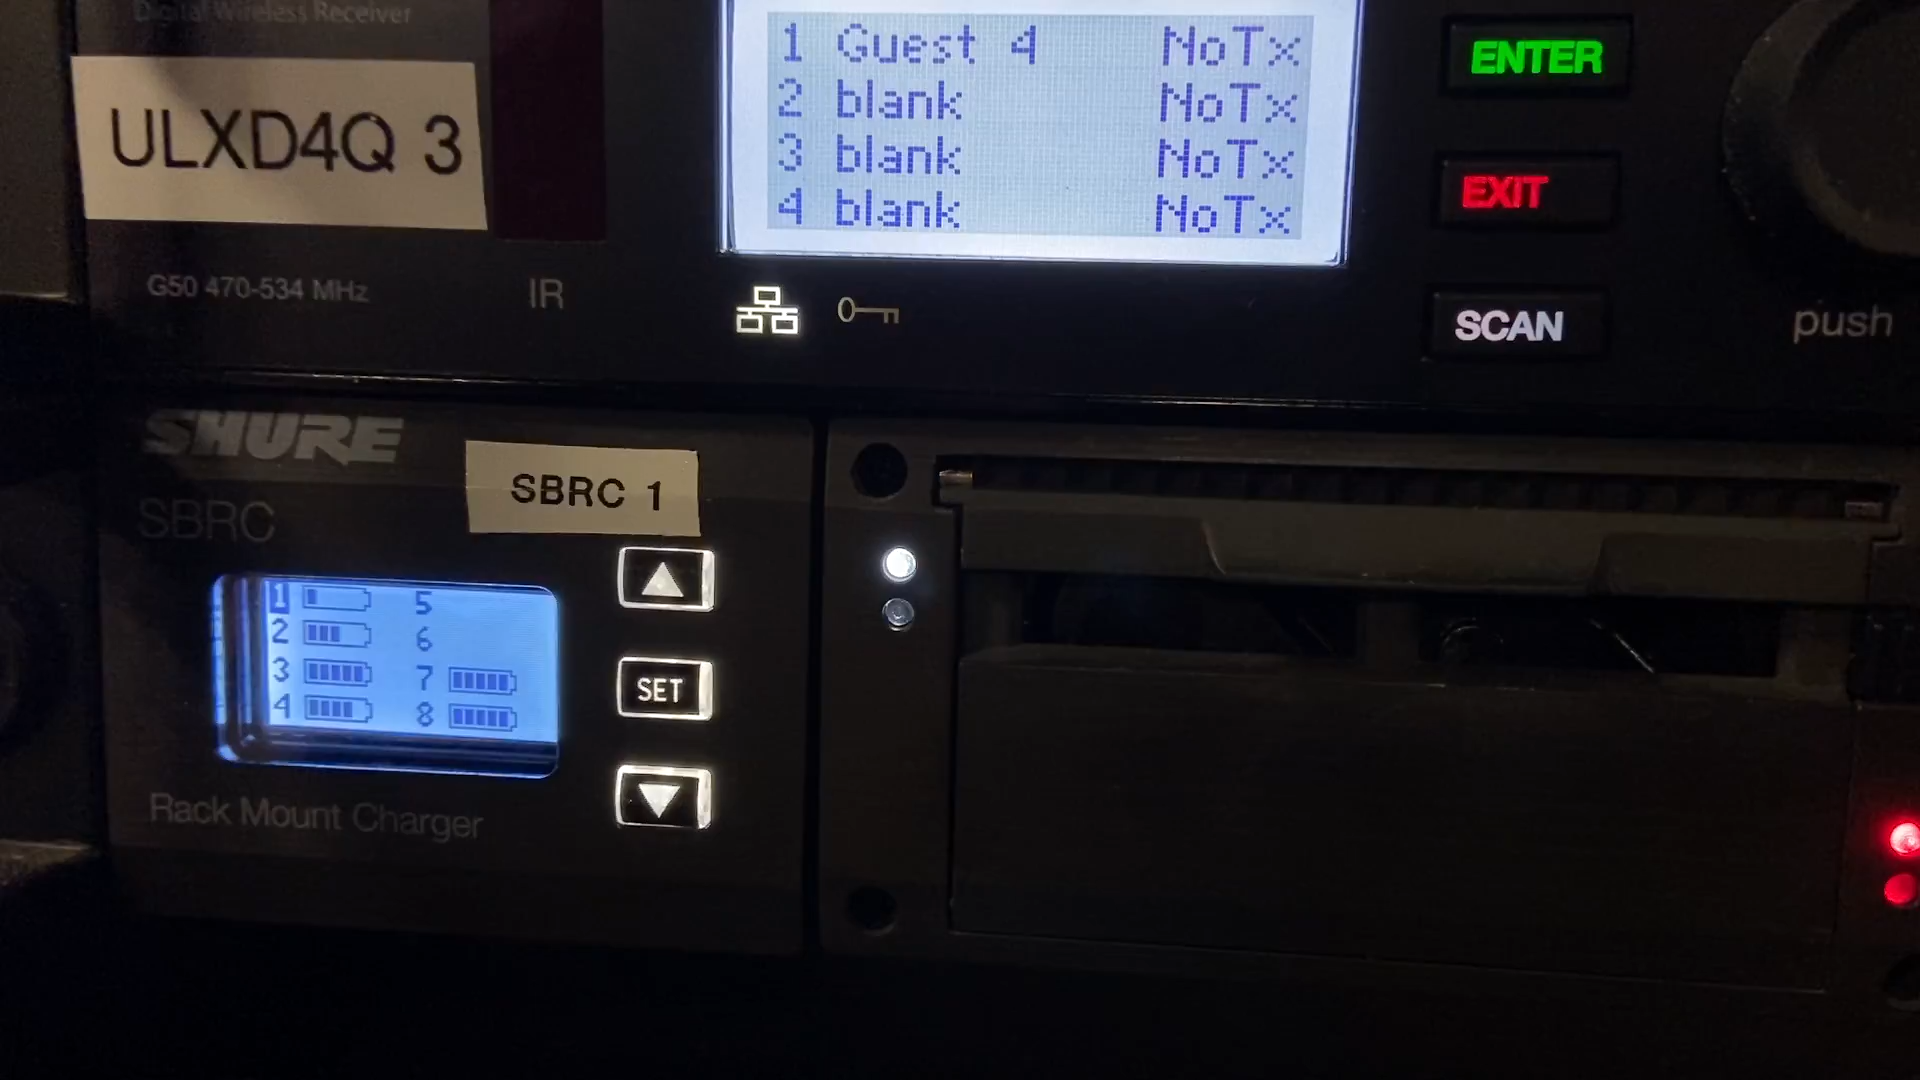 Digital Wireless Receiver
1 Guest 4 NoTx
2 blank NoTx
3 blank NoTx
4 blank NoTx
ULXD4Q 3
G50 470-534 MHz
IR
ENTER
EXIT
SCAN
push
SHURE
SBRC
SBRC 1
1 5
2 6
3 7
4 8
SET
Rack Mount Charger